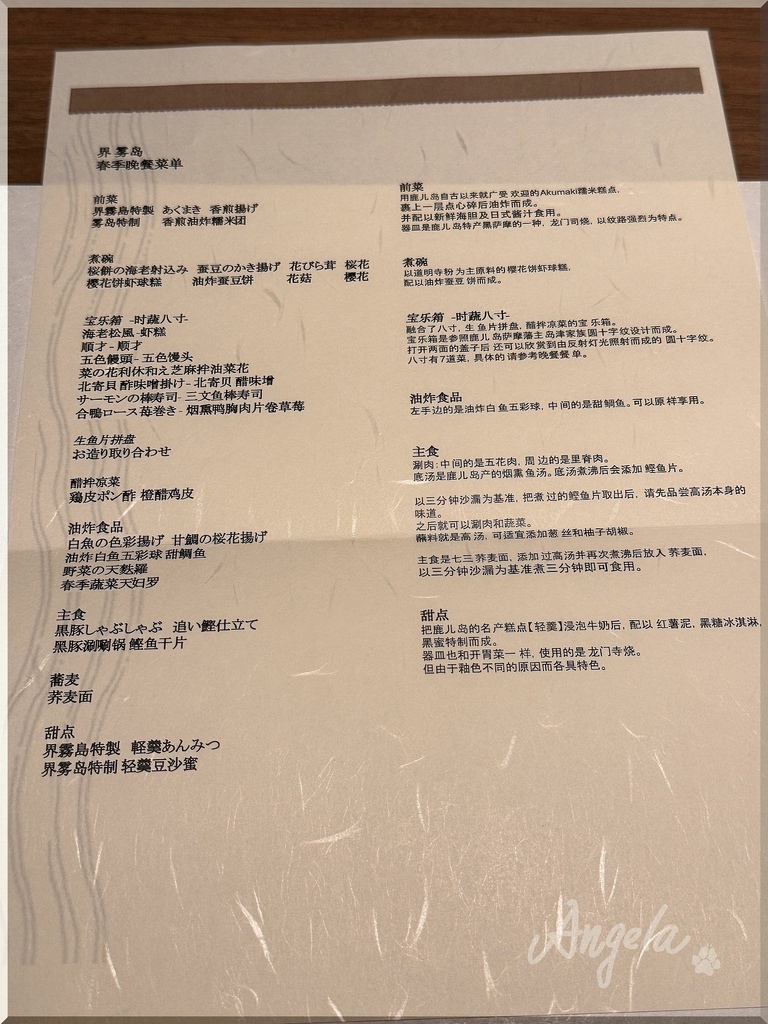 界 雾岛
春季晚餐菜单
前菜
界霧島特製 あくまき 香煎揚げ
雾岛特制 香煎油炸糯米团
煮碗
桜餅の海老射込み 蚕豆のかき揚げ 花びら茸 桜花
樱花饼虾球糕 油炸蚕豆饼 花菇 樱花
宝乐箱 -时蔬八寸-
海老松風-虾糕
順才-顺才
五色饅頭-五色馒头
菜の花利休和え芝麻拌油菜花
北寄貝酢味噌掛け-北寄贝 醋味增
サーモンの棒寿司-三文鱼棒寿司
合鴨ロース苺巻き-烟熏鸭胸肉片卷草莓
生鱼片拼盘
お造り取り合わせ
醋拌凉菜
鶏皮ポン酢 橙醋鸡皮
油炸食品
白魚の色彩揚げ 甘鯛の桜花揚げ
油炸白鱼五彩球 甜鲷鱼
野菜の天麩羅
春季蔬菜天妇罗
主食
黒豚しゃぶしゃぶ 追い鰹仕立て
黑豚涮涮锅 鲣鱼干片
蕎麦
荞麦面
甜点
界霧島特製 軽羹あんみつ
界雾岛特制 轻羹豆沙蜜
前菜
用鹿儿岛自古以来就广受 欢迎的Akumaki糯米糕点,
裹上一层点心碎后油炸而成。
并配以新鲜海胆及日式酱汁食用。
器皿是鹿儿岛特产黑萨摩的一种, 龙门司烧, 以纹路强烈为特点。
煮碗
以道明寺粉为主原料的樱花饼虾球糕,
配以油炸蚕豆饼而成。
宝乐箱 -时蔬八寸-
融合了八寸, 生鱼片拼盘, 醋拌凉菜的宝乐箱。
宝乐箱是参照鹿儿岛萨摩藩主岛津家族圆十字纹设计而成。
打开两面的盖子后 还可以欣赏到由反射灯光照射而成的 圆十字纹。
八寸有7道菜, 具体的请参考晚餐餐单。
油炸食品
左手边的是油炸白鱼五彩球, 中间的是甜鲷鱼。可以原样享用。
主食
涮肉: 中间的是五花肉, 周边的是里脊肉。
底汤是鹿儿岛产的烟熏鱼汤。底汤煮沸后会添加 鲣鱼片。
以三分钟沙漏为基准, 把煮过的鲣鱼片取出后, 请先品尝高汤本身的
味道。
之后就可以涮肉和蔬菜。
蘸料就是高汤, 可适宜添加葱丝和柚子胡椒。
主食是七三荞麦面, 添加过高汤并再次煮沸后放入 荞麦面,
以三分钟沙漏为基准煮三分钟即可食用。
甜点
把鹿儿岛的名产糕点【轻羹】浸泡牛奶后, 配以 红薯泥, 黑糖冰淇淋,
黑蜜特制而成。
器皿也和开胃菜一样, 使用的是龙门寺烧。
但由于釉色不同的原因而各具特色。
Angela